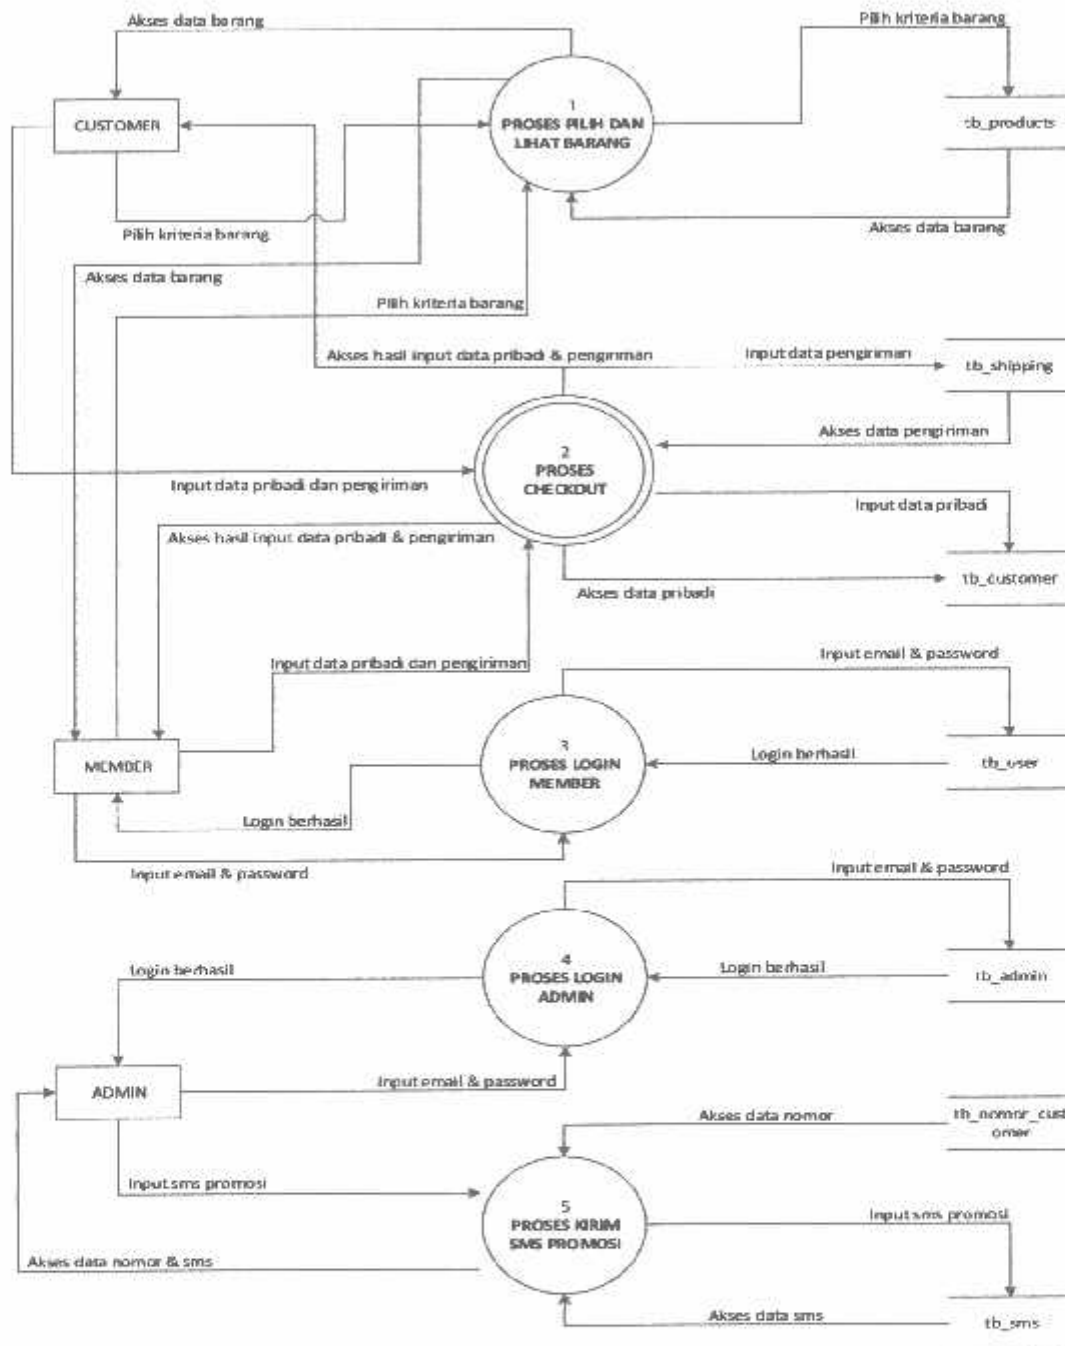 Akses data barang
Pilih kriteria barang
CUSTOMER
1
PROSES PILIH DAN
LIHAT BARANG
tb_products
Pilih kriteria barang
Akses data barang
Akses data barang
Pilih kriteria barang
Akses hasil input data pribadi & pengiriman
Input data pengiriman
tb_shipping
Akses data pengiriman
2
PROSES
CHECKOUT
Input data pribadi dan pengiriman
Input data pribadi
Akses hasil input data pribadi & pengiriman
tb_customer
Akses data pribadi
Input data pribadi dan pengiriman
Input email & password
MEMBER
3
PROSES LOGIN
MEMBER
Login berhasil
tb_user
Login berhasil
Input email & password
Input email & password
4
PROSES LOGIN
ADMIN
Login berhasil
Login berhasil
tb_admin
Input email & password
ADMIN
Akses data nomor
tb_nomor_cust
omer
Input sms promosi
5
PROSES KIRIM
SMS PROMOSI
Input sms promosi
Akses data nomor & sms
Akses data sms
tb_sms